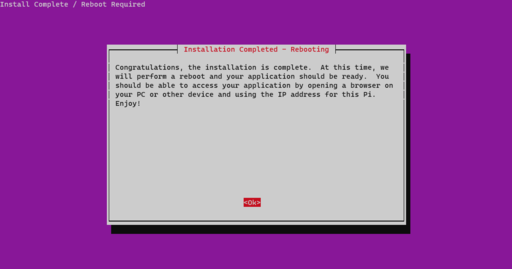 Install Complete / Reboot Required
Installation Completed - Rebooting
Congratulations, the installation is complete.  At this time, we
will perform a reboot and your application should be ready.  You
should be able to access your application by opening a browser on
your PC or other device and using the IP address for this Pi.
Enjoy!
<Ok>